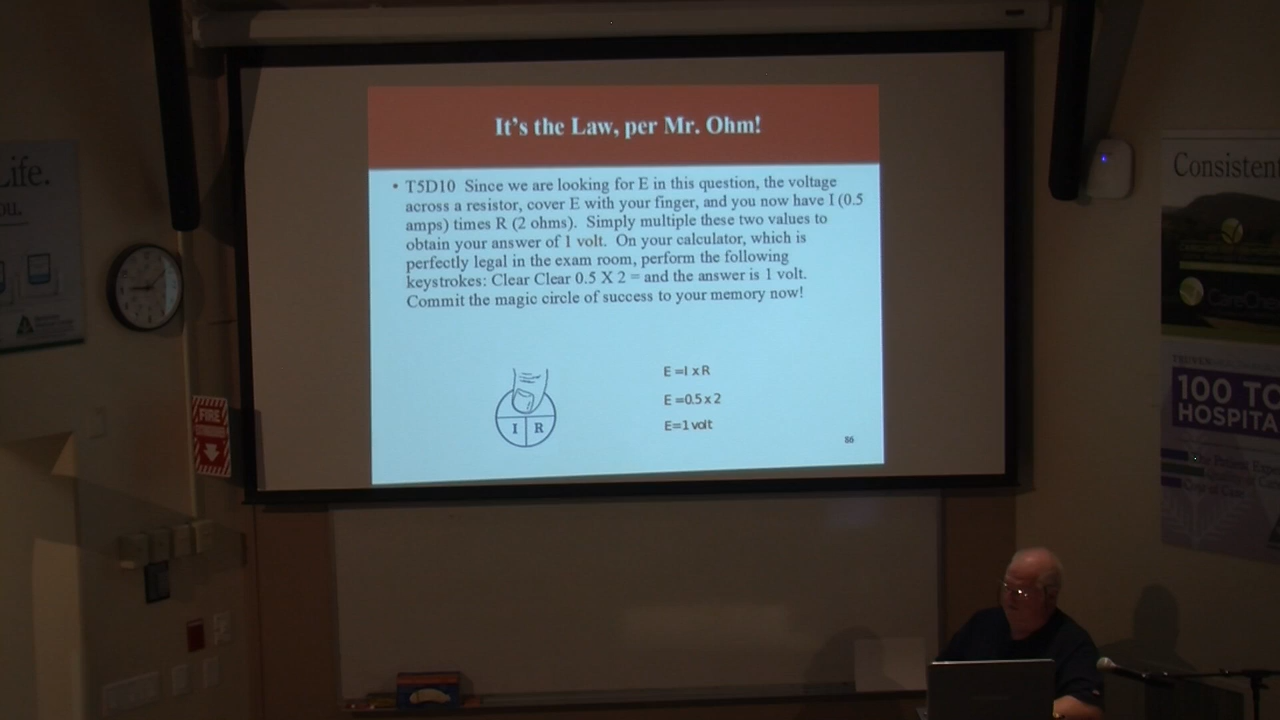 It's the Law, per Mr. Ohm!
• T5D10 Since we are looking for E in this question, the voltage
across a resistor, cover E with your finger, and you now have I (0.5
amps) times R (2 ohms). Simply multiple these two values to
obtain your answer of 1 volt. On your calculator, which is
perfectly legal in the exam room, perform the following
keystrokes: Clear Clear 0.5 X 2 = and the answer is 1 volt.
Commit the magic circle of success to your memory now!
I R
E =I x R
E =0.5 x 2
E=1 volt
86
Life.
ou.
FIRE
Consisten
100 TO
HOSPITA